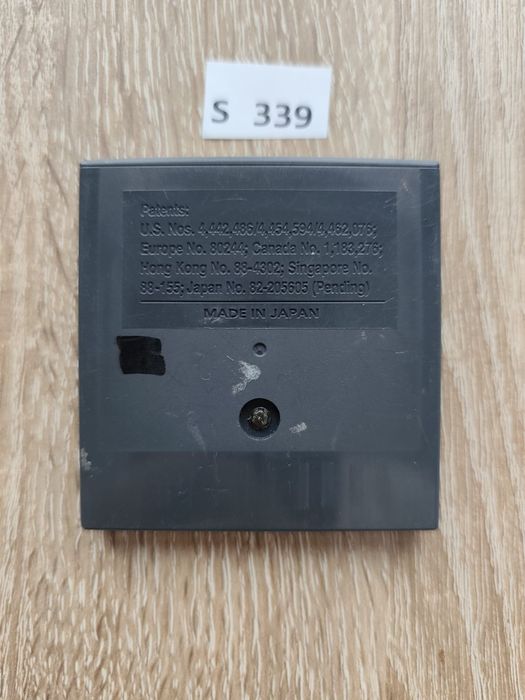 S 339
Patents:
U.S. Nos. 4,442,486/4,454,594/4,462,076;
Europe No. 80244; Canada No. 1,183,276;
Hong Kong No. 88-4302; Singapore No.
88-155; Japan No. 82-205605 (Pending)
MADE IN JAPAN